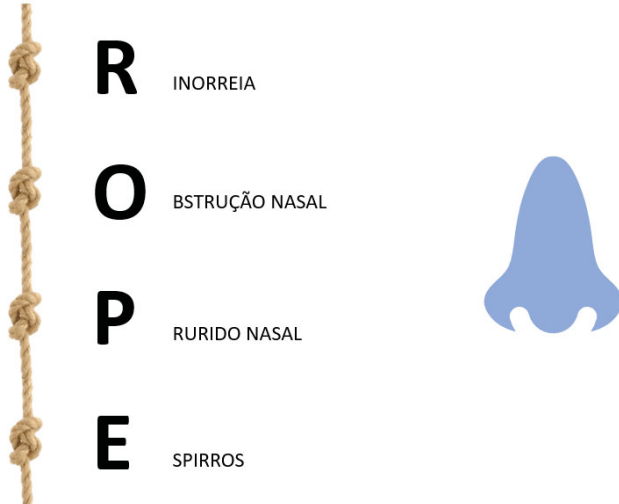 R INORREIA
O BSTRUÇÃO NASAL
P RURIDO NASAL
E SPIRROS